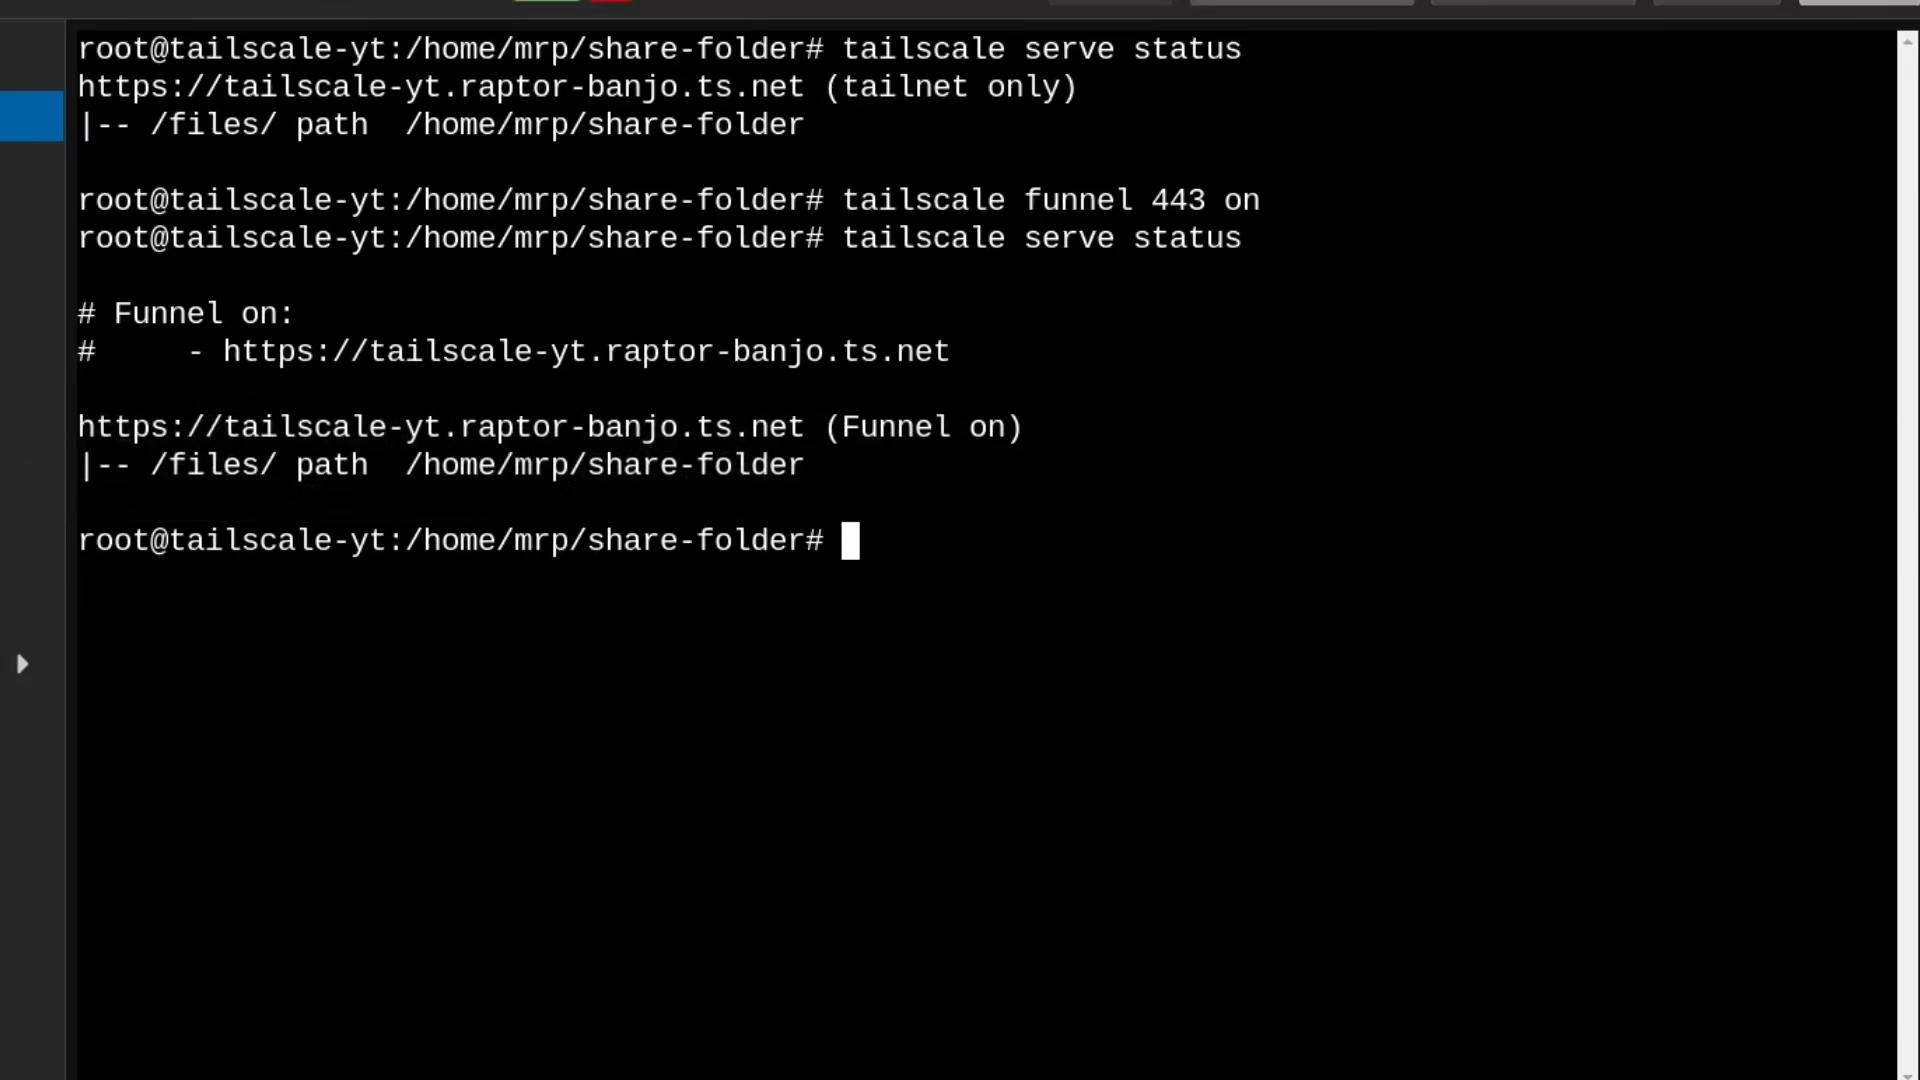 root@tailscale-yt:/home/mrp/share-folder# tailscale serve status
https://tailscale-yt.raptor-banjo.ts.net (tailnet only)
|-- /files/ path  /home/mrp/share-folder
root@tailscale-yt:/home/mrp/share-folder# tailscale funnel 443 on
root@tailscale-yt:/home/mrp/share-folder# tailscale serve status
# Funnel on:
#     - https://tailscale-yt.raptor-banjo.ts.net
https://tailscale-yt.raptor-banjo.ts.net (Funnel on)
|-- /files/ path  /home/mrp/share-folder
root@tailscale-yt:/home/mrp/share-folder#